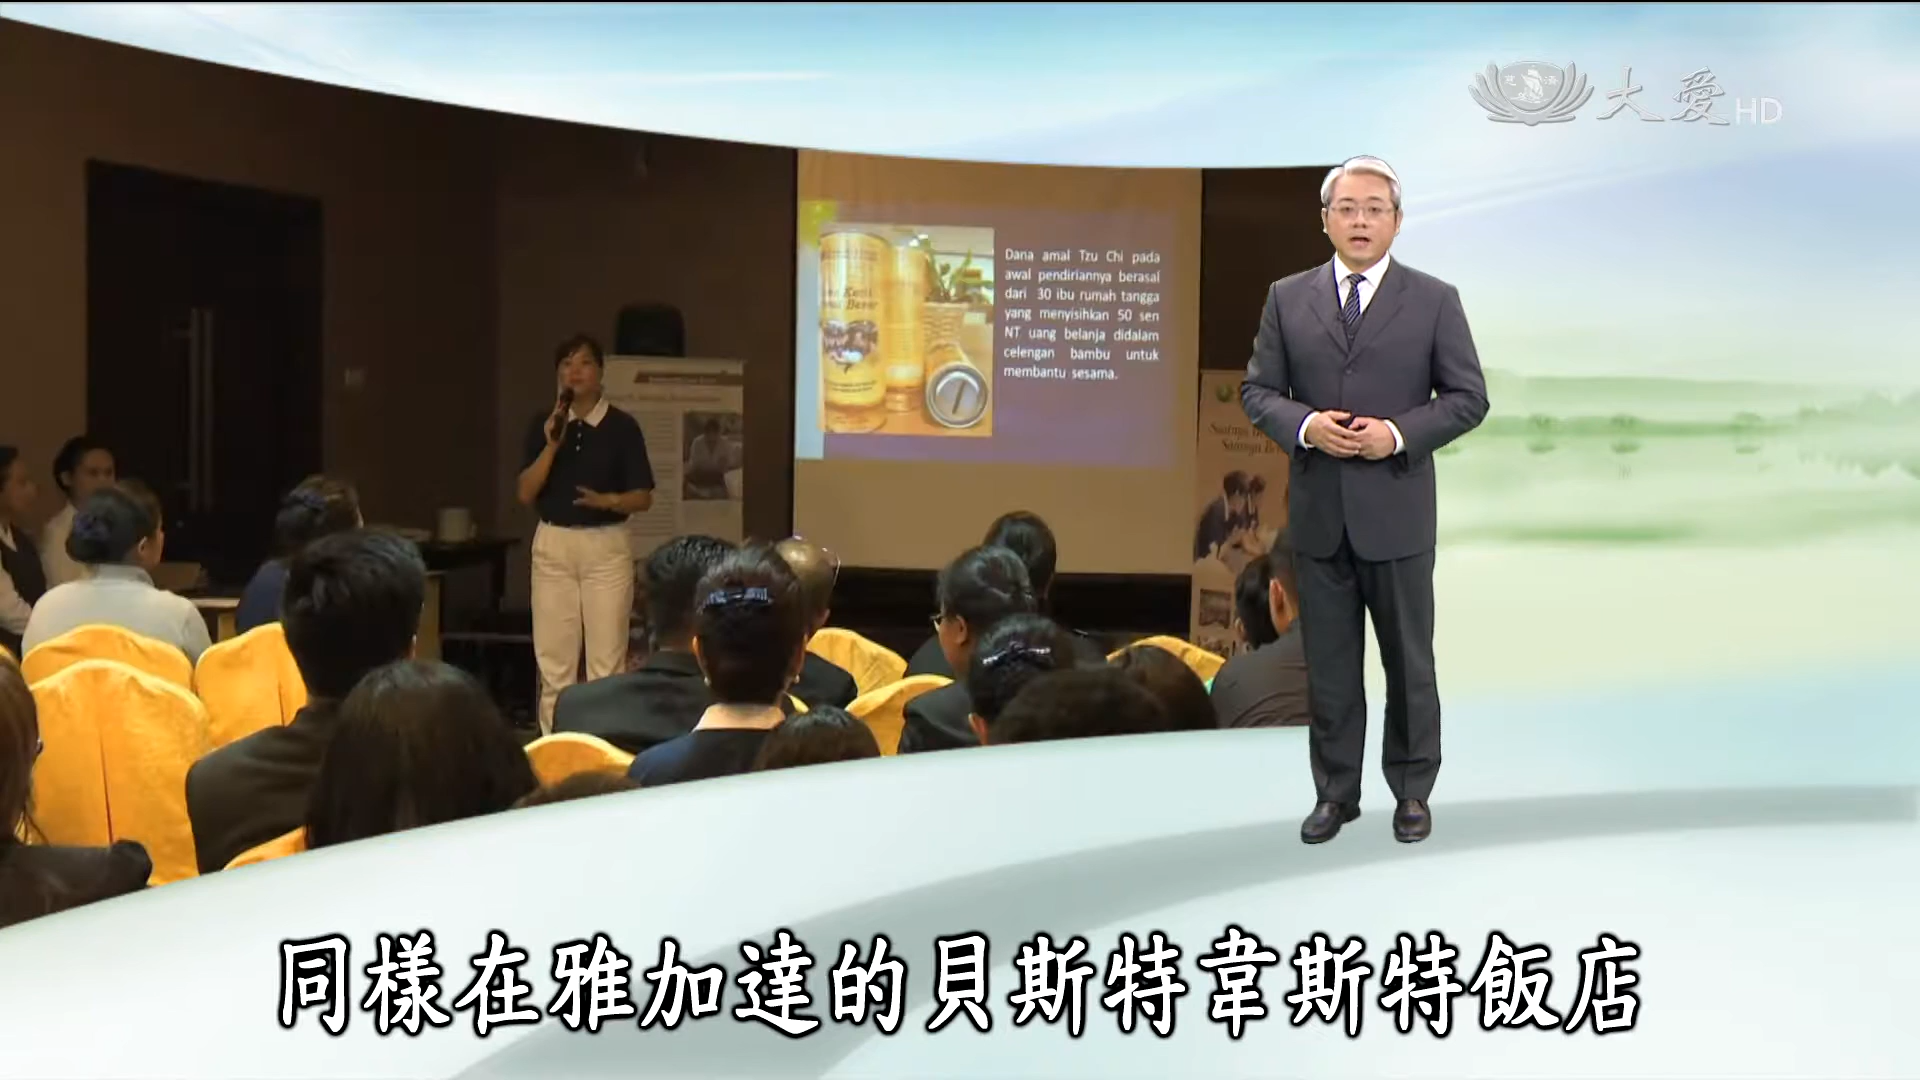 大愛HD
Dana amal Tzu Chi pada
awal pendiriannya berasal
dari 30 ibu rumah tangga
yang menyisihkan 50 sen
NT uang belanja didalam
celengan bambu untuk
membantu sesama.
同樣在雅加達的貝斯特韋斯特飯店